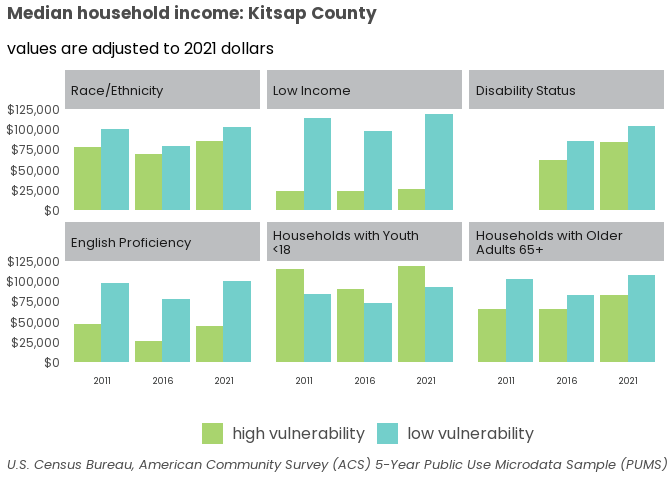 Median household income: Kitsap County
values are adjusted to 2021 dollars
Race/Ethnicity
Low Income
Disability Status
$125,000
$100,000
$75,000
$50,000
$25,000
$0
English Proficiency
Households with Youth
<18
Households with Older
Adults 65+
$125,000
$100,000
$75,000
$50,000
$25,000
$0
2011 2016 2021
2011 2016 2021
2011 2016 2021
high vulnerability
low vulnerability
U.S. Census Bureau, American Community Survey (ACS) 5-Year Public Use Microdata Sample (PUMS)